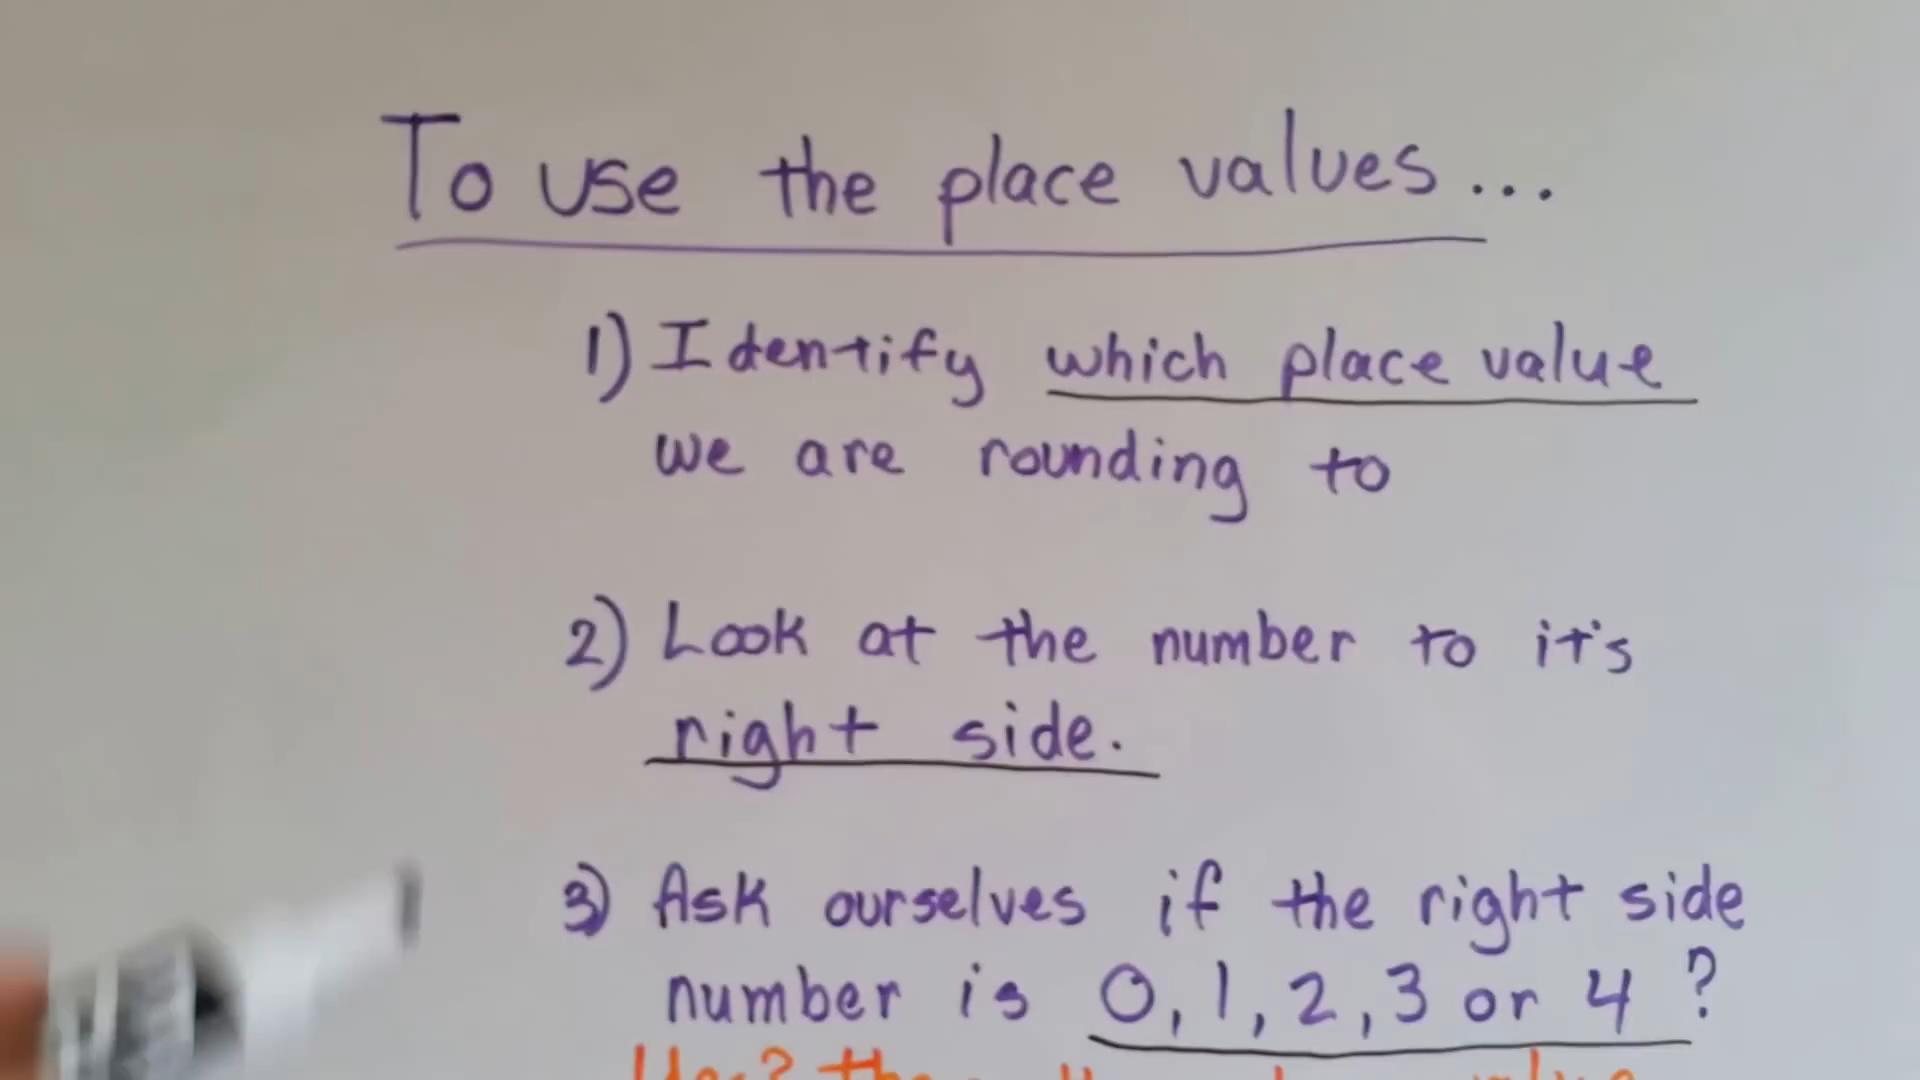 To use the place values...
1) Identify which place value
we are rounding to
2) Look at the number to it's
right side.
3) Ask ourselves if the right side
number is 0, 1, 2, 3 or 4 ?